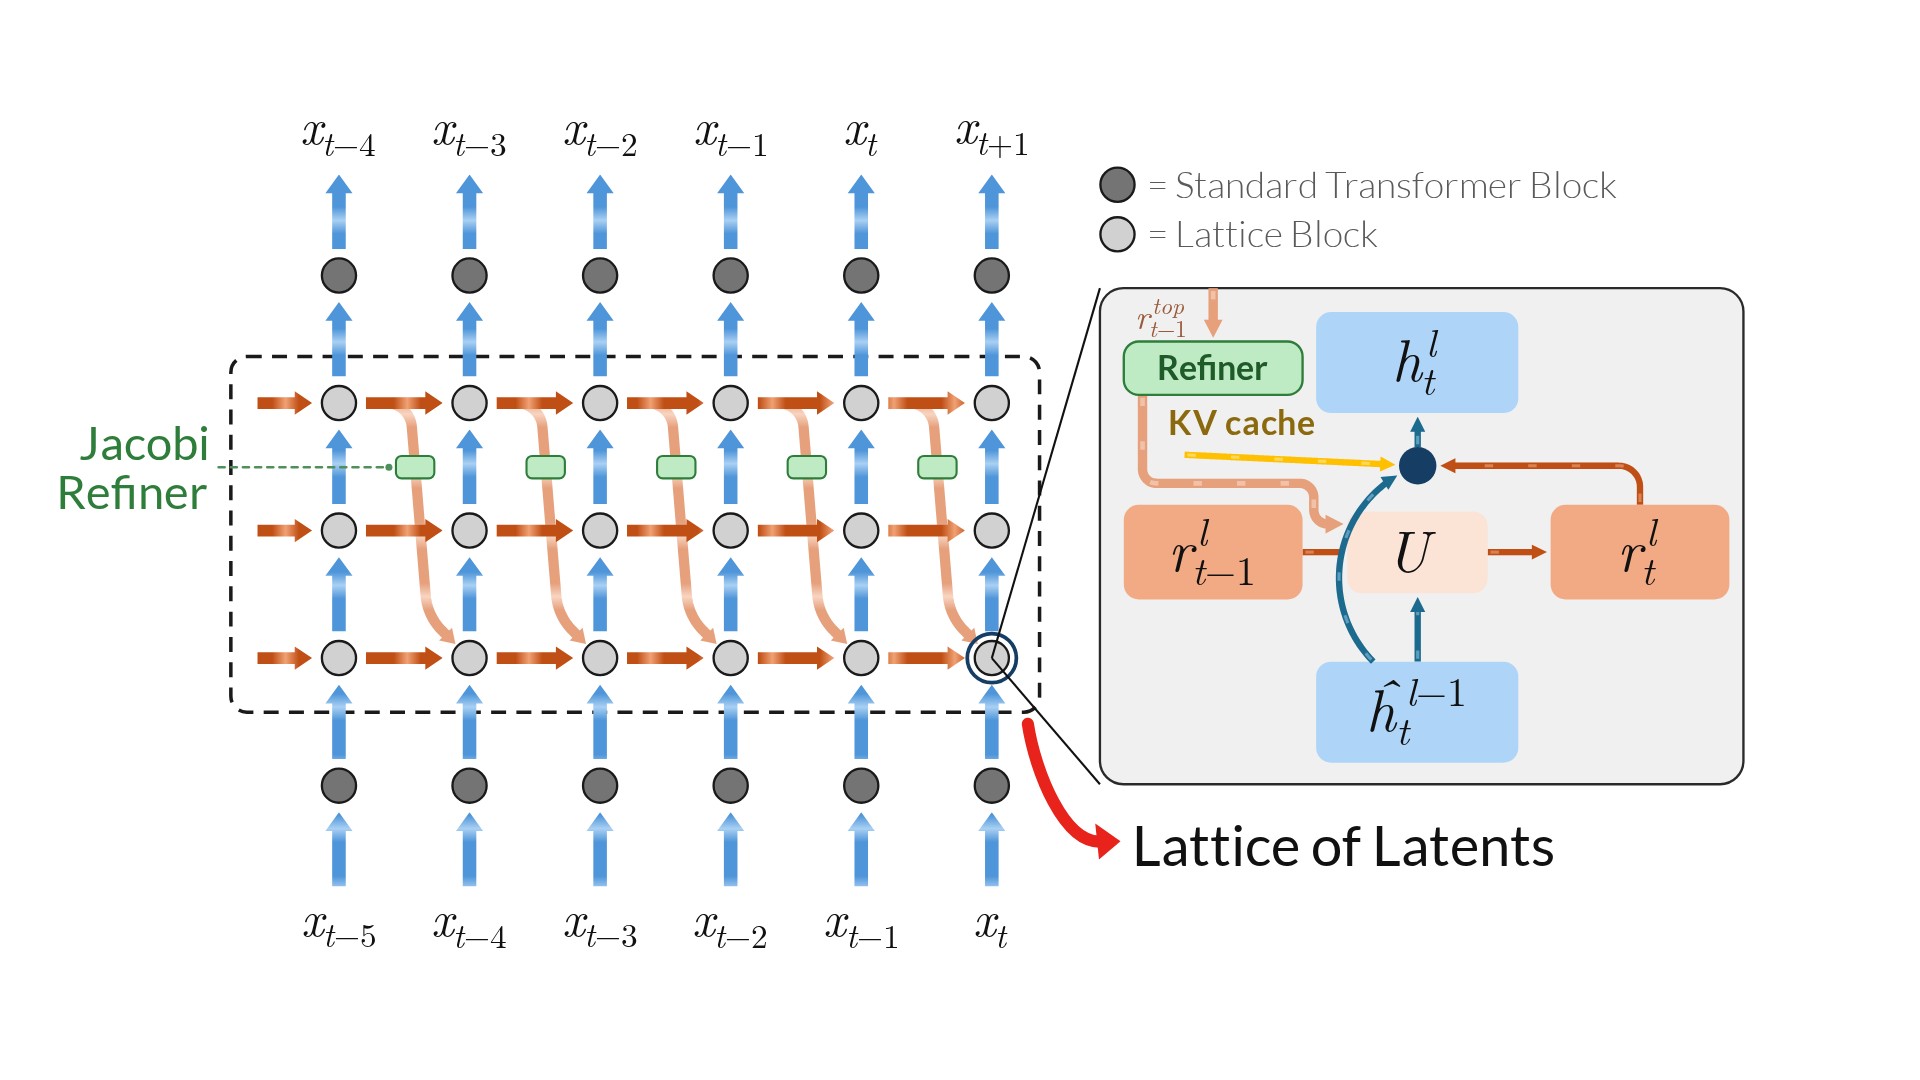 x_{t-4} x_{t-3} x_{t-2} x_{t-1} x_t x_{t+1}
= Standard Transformer Block
= Lattice Block
Jacobi
Refiner
r_{t-1}^{top}
Refiner
h_t^l
KV cache
r_{t-1}^l
U
r_t^l
\hat{h}_t^{l-1}
Lattice of Latents
x_{t-5} x_{t-4} x_{t-3} x_{t-2} x_{t-1} x_t